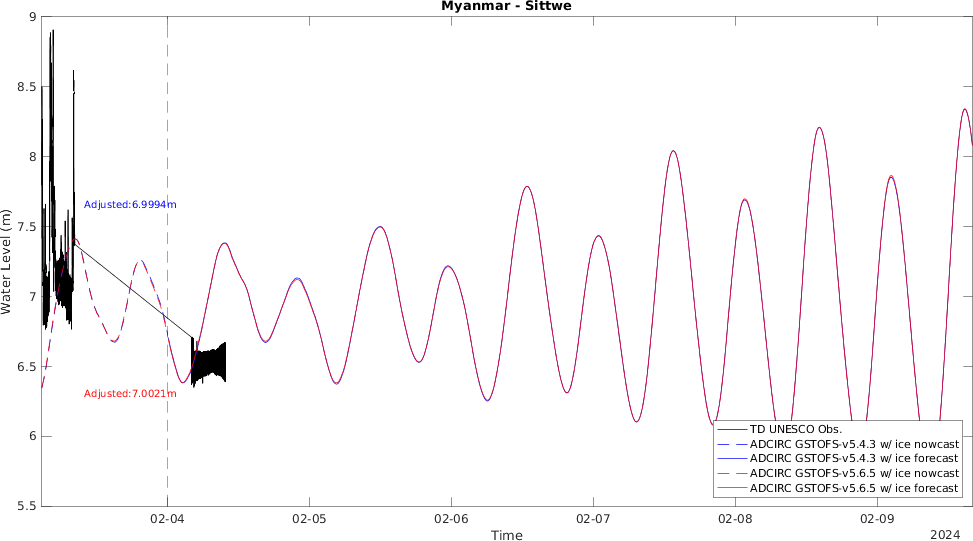 Myanmar - Sittwe
9
8.5
8
7.5
7
6.5
6
5.5
Water Level (m)
Adjusted:6.9994m
Adjusted:7.0021m
TD UNESCO Obs.
ADCIRC GSTOFS-v5.4.3 w/ ice nowcast
ADCIRC GSTOFS-v5.4.3 w/ ice forecast
ADCIRC GSTOFS-v5.6.5 w/ ice nowcast
ADCIRC GSTOFS-v5.6.5 w/ ice forecast
02-04 02-05 02-06 02-07 02-08 02-09
Time
2024